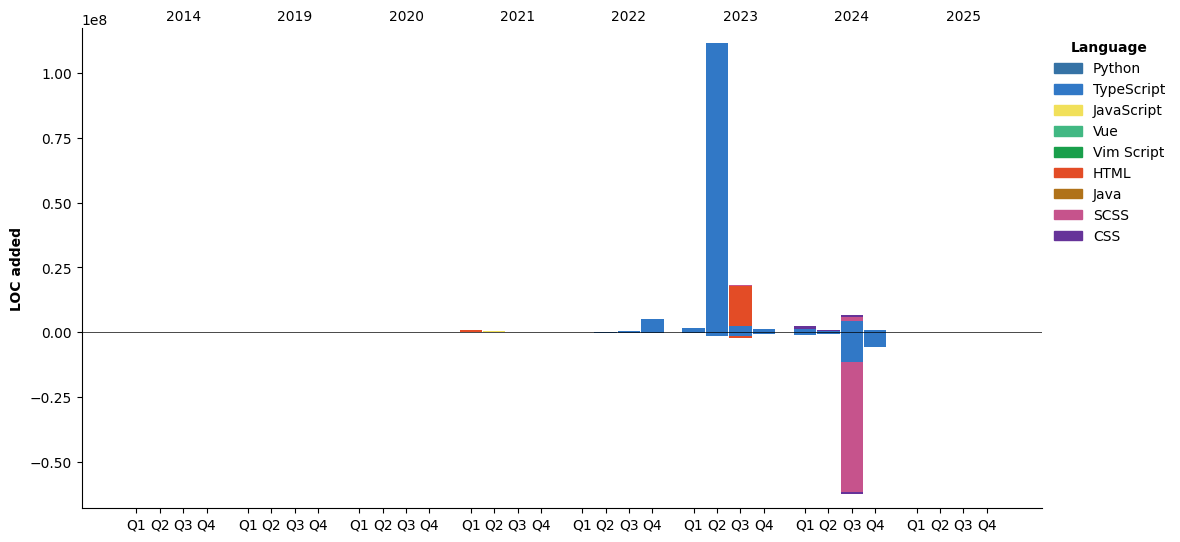 1e8
2014 2019 2020 2021 2022 2023 2024 2025
Language
Python
TypeScript
JavaScript
Vue
Vim Script
HTML
Java
SCSS
CSS
LOC added
1.00
0.75
0.50
0.25
0.00
−0.25
−0.50
Q1 Q2 Q3 Q4 Q1 Q2 Q3 Q4 Q1 Q2 Q3 Q4 Q1 Q2 Q3 Q4 Q1 Q2 Q3 Q4 Q1 Q2 Q3 Q4 Q1 Q2 Q3 Q4 Q1 Q2 Q3 Q4